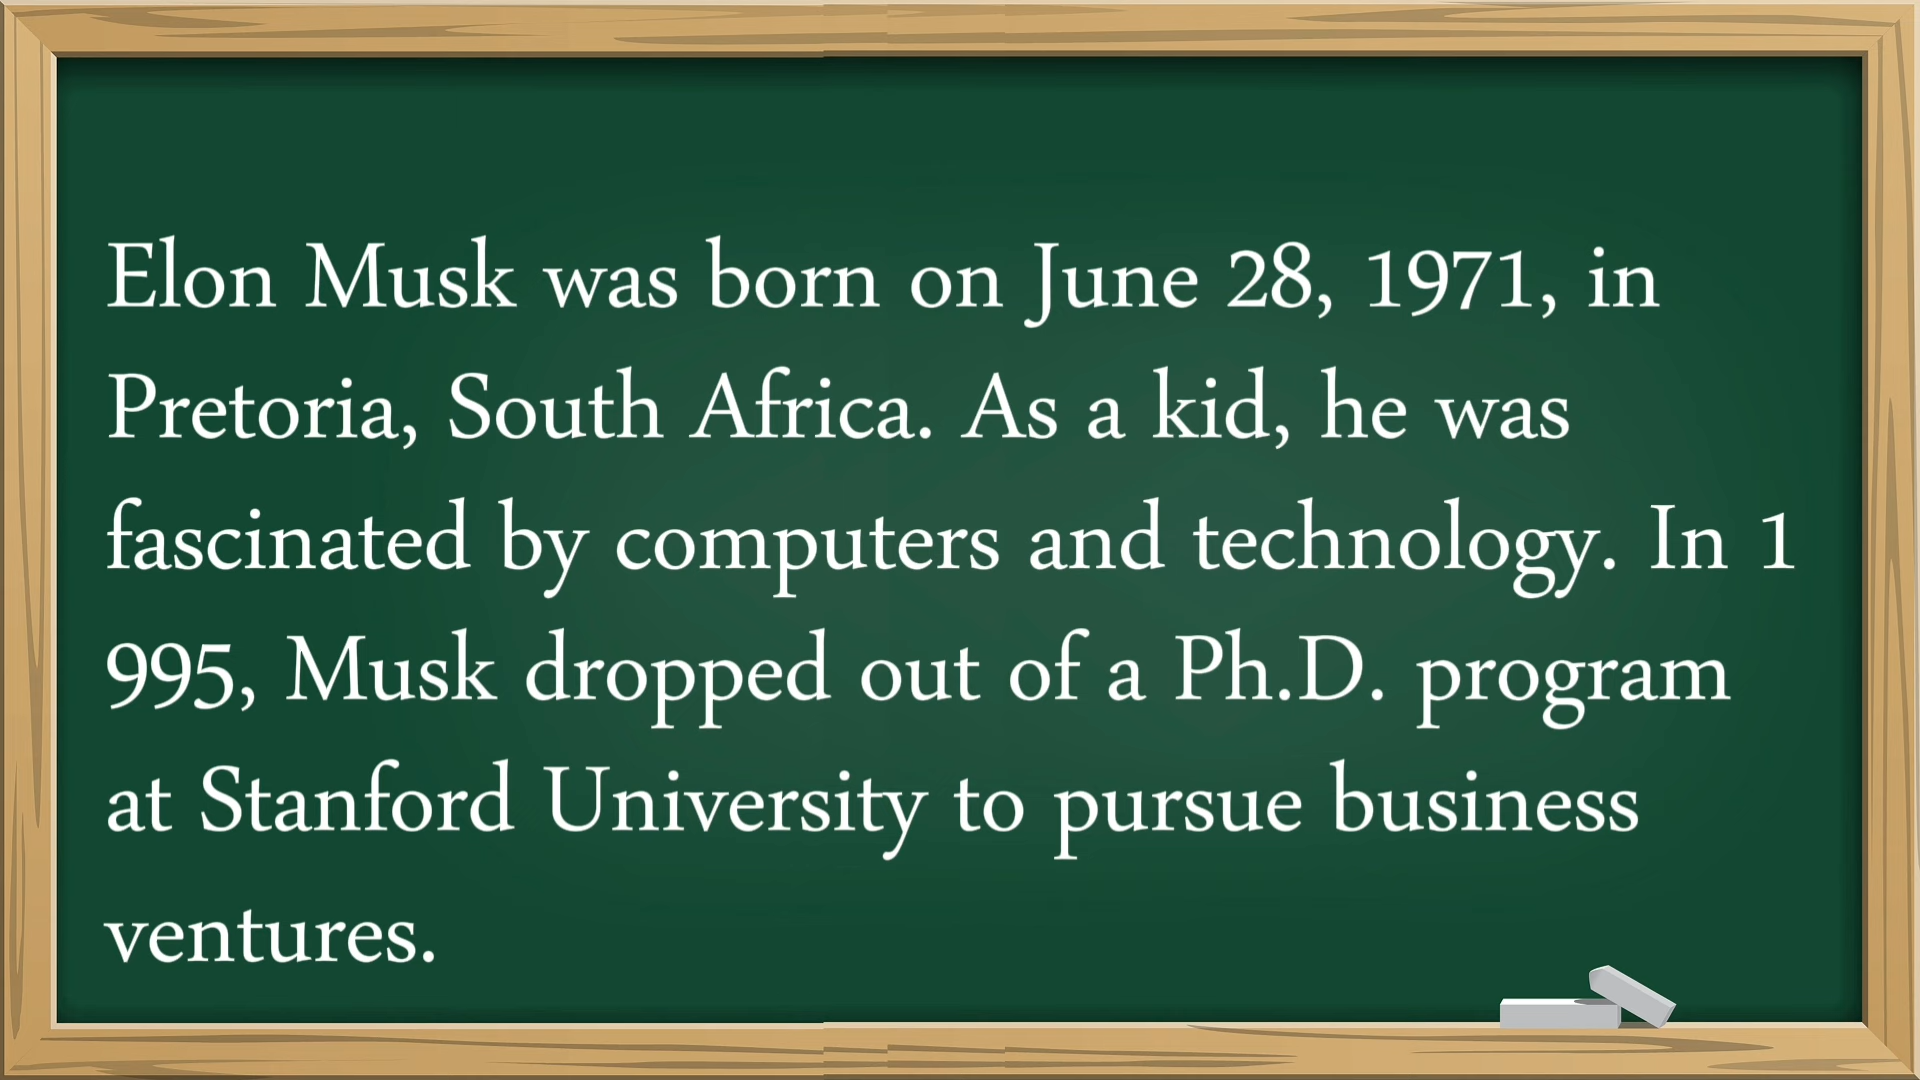 Elon Musk was born on June 28, 1971, in
Pretoria, South Africa. As a kid, he was
fascinated by computers and technology. In 1
995, Musk dropped out of a Ph.D. program
at Stanford University to pursue business
ventures.